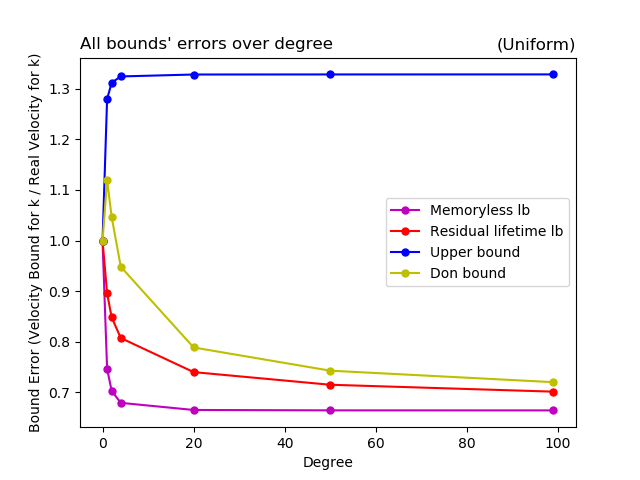 All bounds' errors over degree (Uniform)
Bound Error (Velocity Bound for k / Real Velocity for k)
1.3
1.2
1.1
1.0
0.9
0.8
0.7
Memoryless lb
Residual lifetime lb
Upper bound
Don bound
0 20 40 60 80 100
Degree